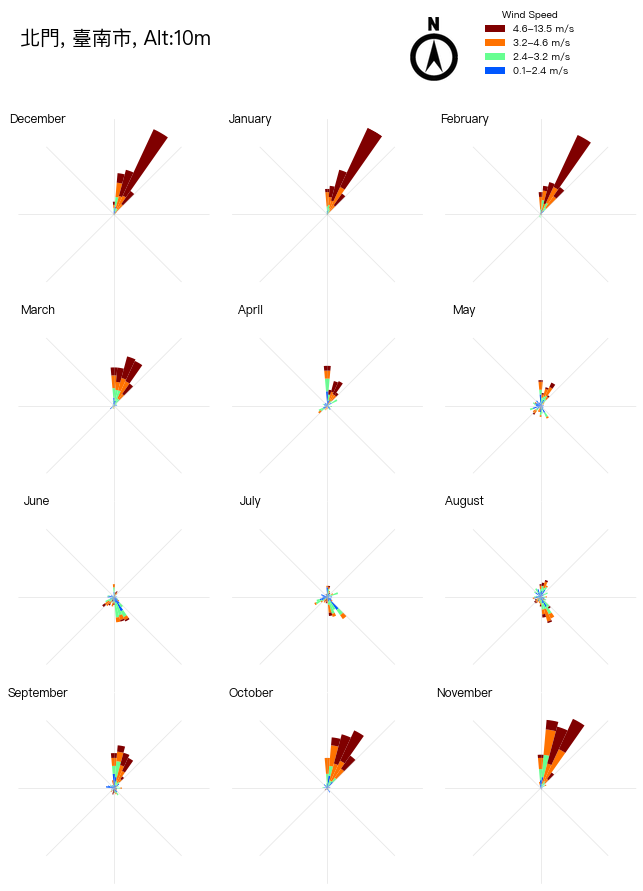 北門, 臺南市, Alt:10m
N
Wind Speed
4.6–13.5 m/s
3.2–4.6 m/s
2.4–3.2 m/s
0.1–2.4 m/s
December
January
February
March
April
May
June
July
August
September
October
November